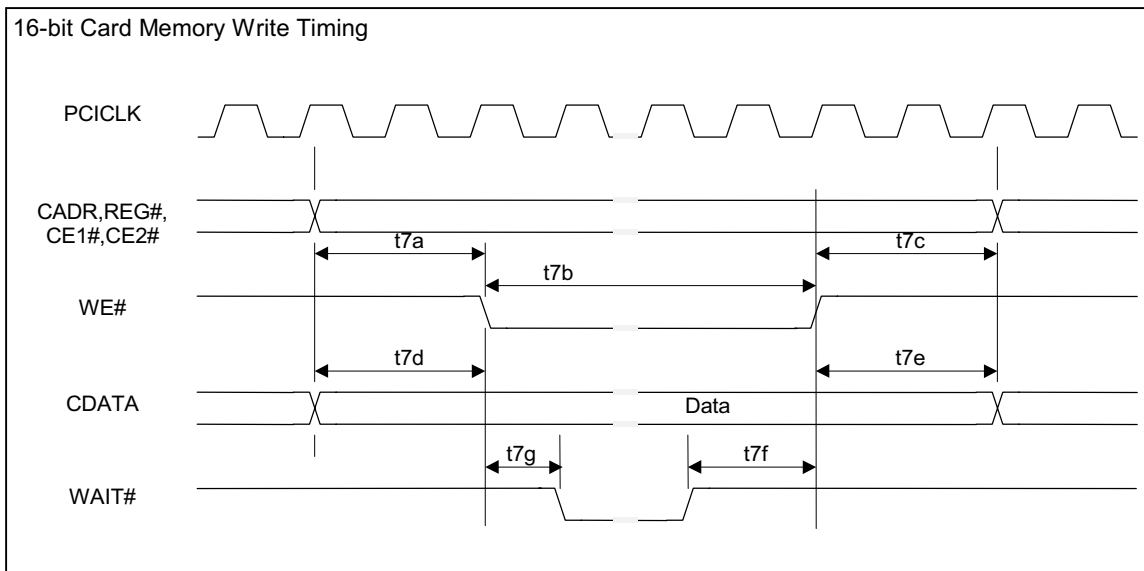 16-bit Card Memory Write Timing
PCICLK
CADR,REG#,
CE1#,CE2#
t7a
t7c
t7b
WE#
t7d
t7e
CDATA
Data
t7g
t7f
WAIT#